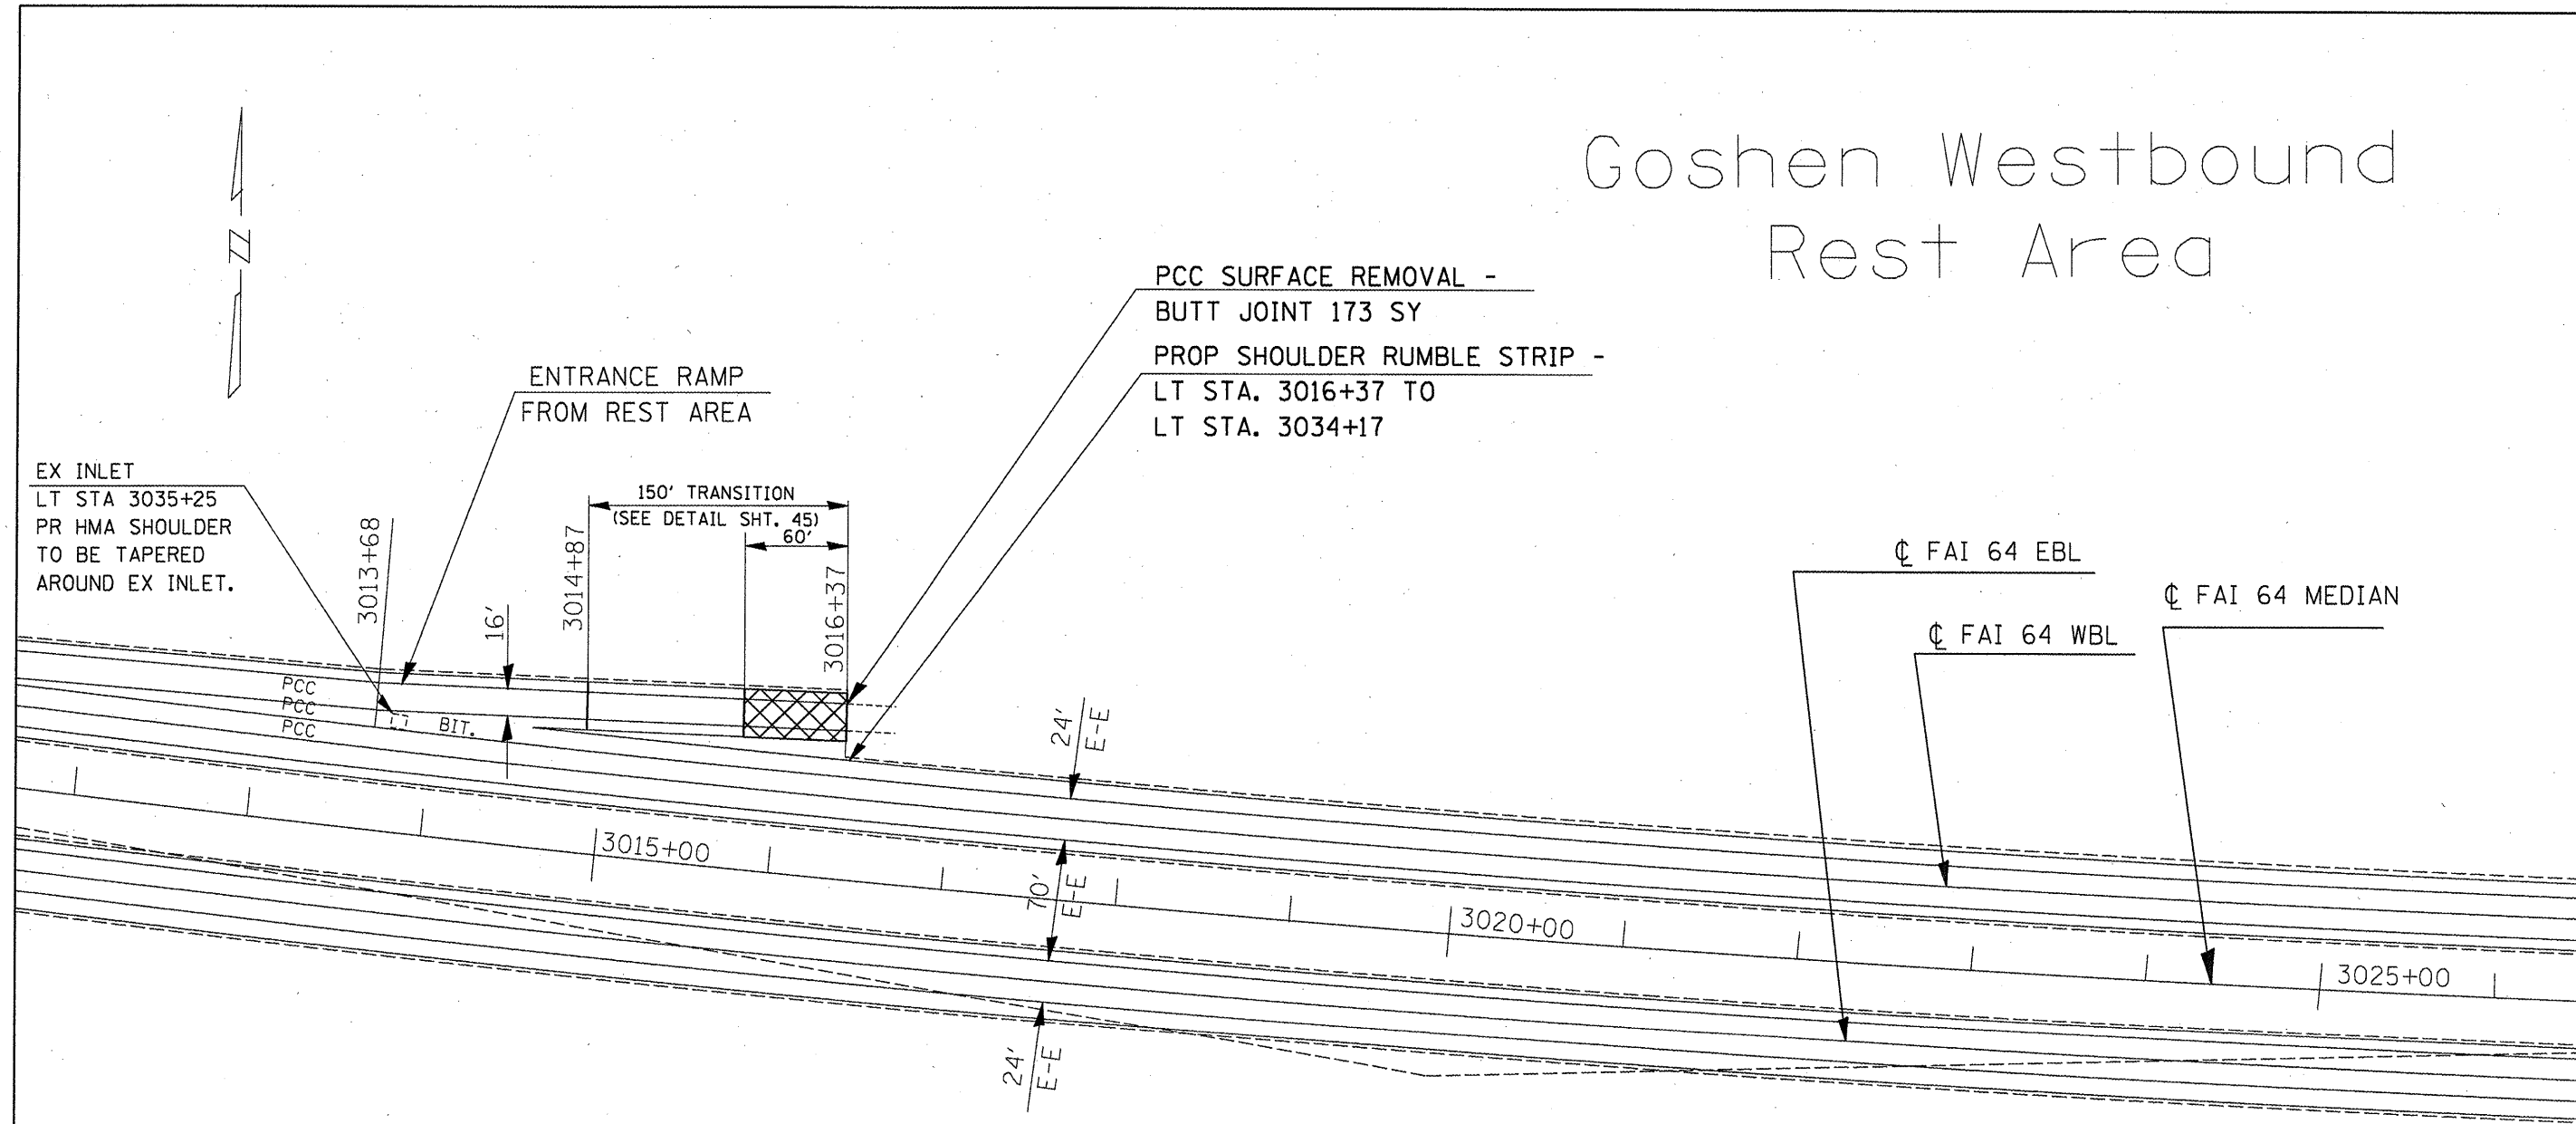 Goshen Westbound
Rest Area
N
PCC SURFACE REMOVAL -
BUTT JOINT 173 SY
PROP SHOULDER RUMBLE STRIP -
LT STA. 3016+37 TO
LT STA. 3034+17
ENTRANCE RAMP
FROM REST AREA
EX INLET
LT STA 3035+25
PR HMA SHOULDER
TO BE TAPERED
AROUND EX INLET.
150' TRANSITION
(SEE DETAIL SHT. 45)
60'
3013+68
16'
3014+87
3016+37
℄ FAI 64 EBL
℄ FAI 64 MEDIAN
℄ FAI 64 WBL
PCC
PCC
PCC
BIT.
24'
E-E
3015+00
70'
E-E
3020+00
3025+00
24'
E-E